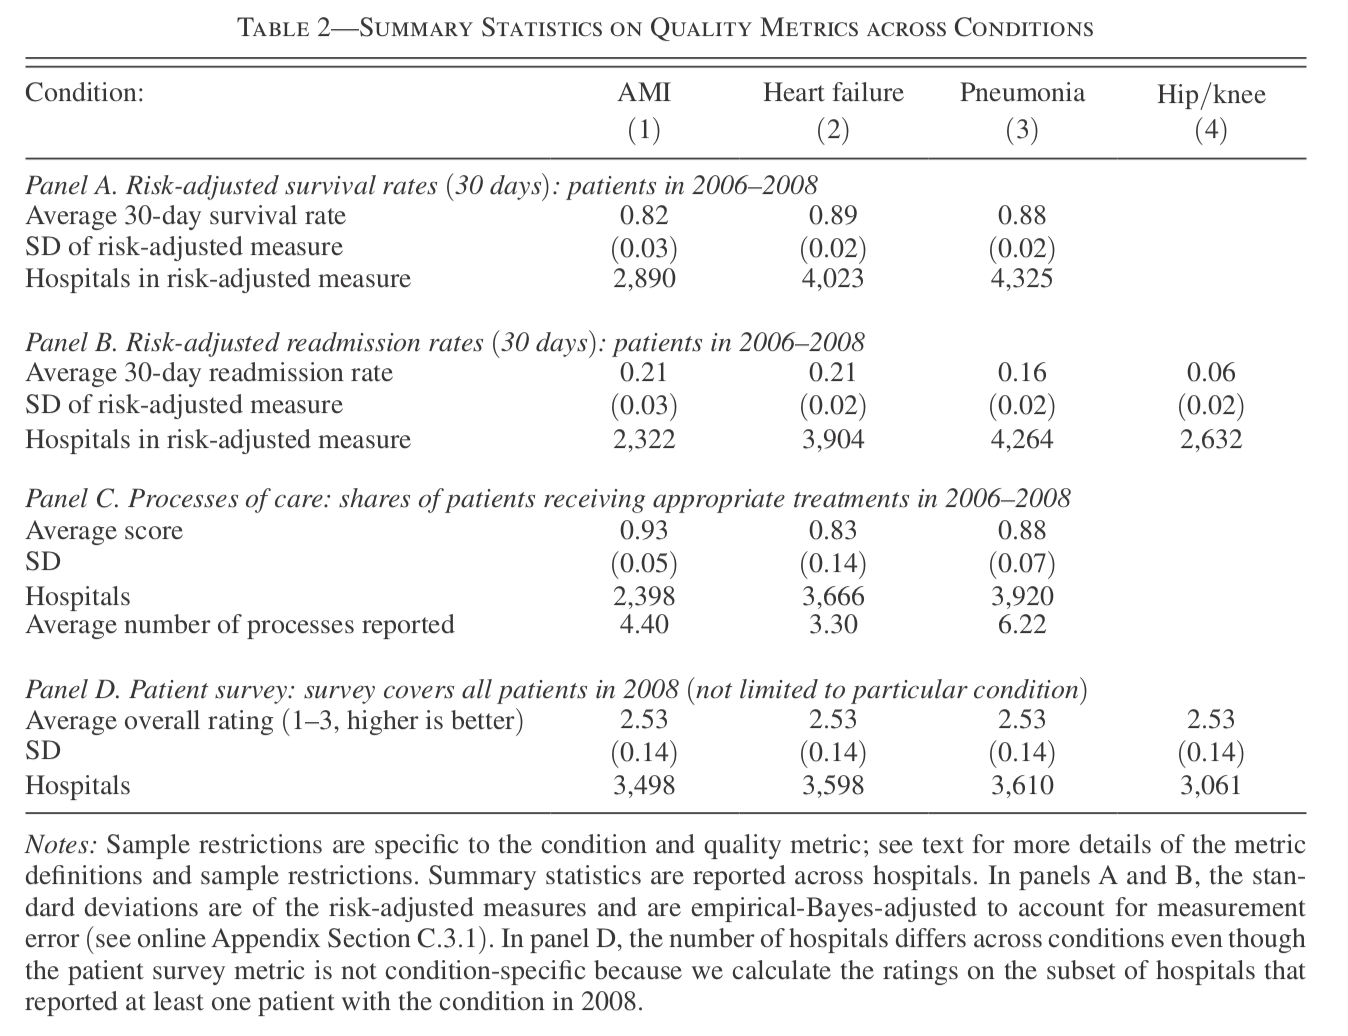 TABLE 2—SUMMARY STATISTICS ON QUALITY METRICS ACROSS CONDITIONS
Condition: AMI Heart failure Pneumonia Hip/knee
(1) (2) (3) (4)
Panel A. Risk-adjusted survival rates (30 days): patients in 2006–2008
Average 30-day survival rate 0.82 0.89 0.88
SD of risk-adjusted measure (0.03) (0.02) (0.02)
Hospitals in risk-adjusted measure 2,890 4,023 4,325
Panel B. Risk-adjusted readmission rates (30 days): patients in 2006–2008
Average 30-day readmission rate 0.21 0.21 0.16 0.06
SD of risk-adjusted measure (0.03) (0.02) (0.02) (0.02)
Hospitals in risk-adjusted measure 2,322 3,904 4,264 2,632
Panel C. Processes of care: shares of patients receiving appropriate treatments in 2006–2008
Average score 0.93 0.83 0.88
SD (0.05) (0.14) (0.07)
Hospitals 2,398 3,666 3,920
Average number of processes reported 4.40 3.30 6.22
Panel D. Patient survey: survey covers all patients in 2008 (not limited to particular condition)
Average overall rating (1–3, higher is better) 2.53 2.53 2.53 2.53
SD (0.14) (0.14) (0.14) (0.14)
Hospitals 3,498 3,598 3,610 3,061
Notes: Sample restrictions are specific to the condition and quality metric; see text for more details of the metric
definitions and sample restrictions. Summary statistics are reported across hospitals. In panels A and B, the stan-
dard deviations are of the risk-adjusted measures and are empirical-Bayes-adjusted to account for measurement
error (see online Appendix Section C.3.1). In panel D, the number of hospitals differs across conditions even though
the patient survey metric is not condition-specific because we calculate the ratings on the subset of hospitals that
reported at least one patient with the condition in 2008.